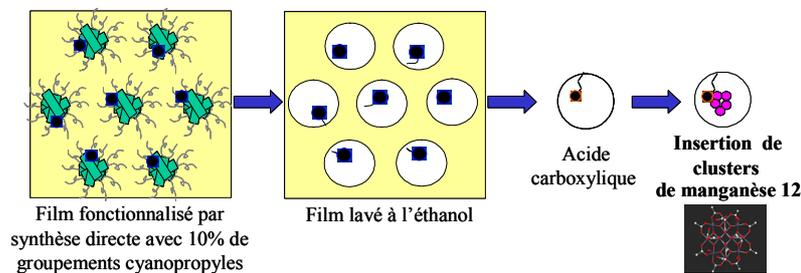 Film fonctionnalisé par
synthèse directe avec 10% de
groupements cyanopropyles
Film lavé à l'éthanol
Acide
carboxylique
Insertion de
clusters
de manganèse 12